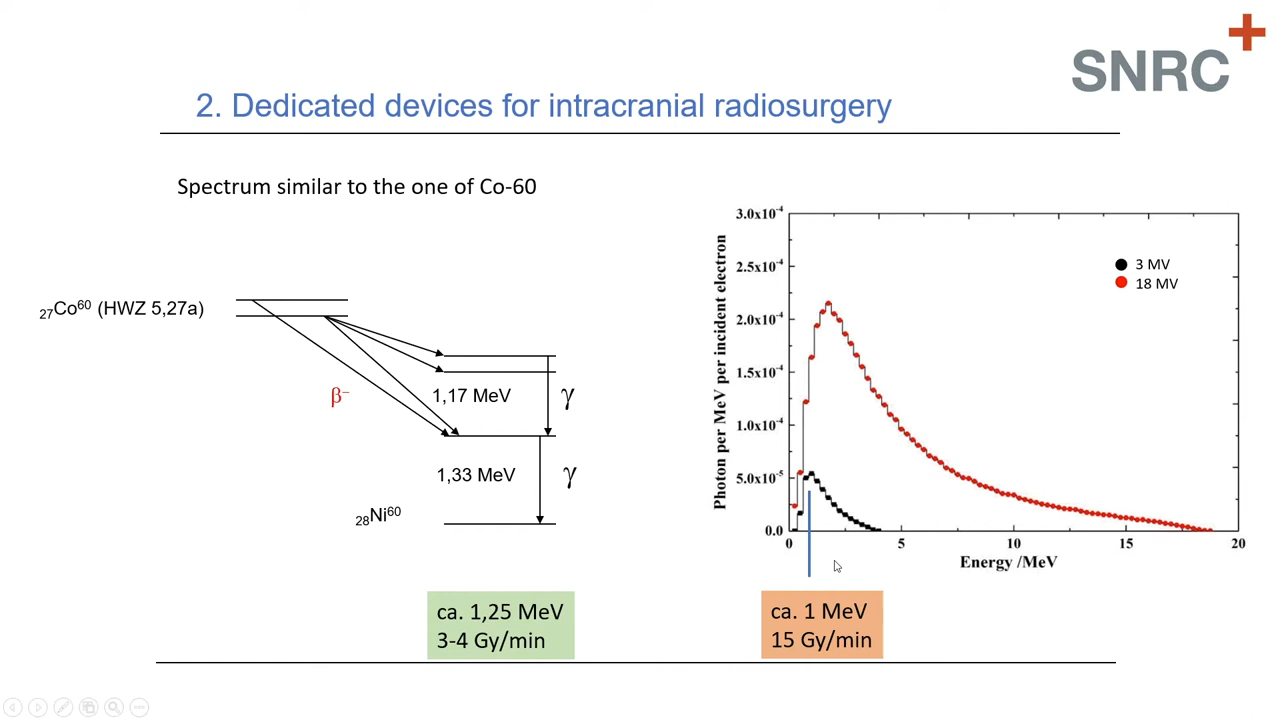 SNRC
2. Dedicated devices for intracranial radiosurgery
Spectrum similar to the one of Co-60
₂₇Co⁶⁰ (HWZ 5,27a)
β⁻
1,17 MeV
γ
1,33 MeV
γ
₂₈Ni⁶⁰
ca. 1,25 MeV
3-4 Gy/min
Photon per MeV per incident electron
3.0x10⁻⁴
2.5x10⁻⁴
2.0x10⁻⁴
1.5x10⁻⁴
1.0x10⁻⁴
5.0x10⁻⁵
0.0
3 MV
18 MV
0 5 10 15 20
Energy /MeV
ca. 1 MeV
15 Gy/min